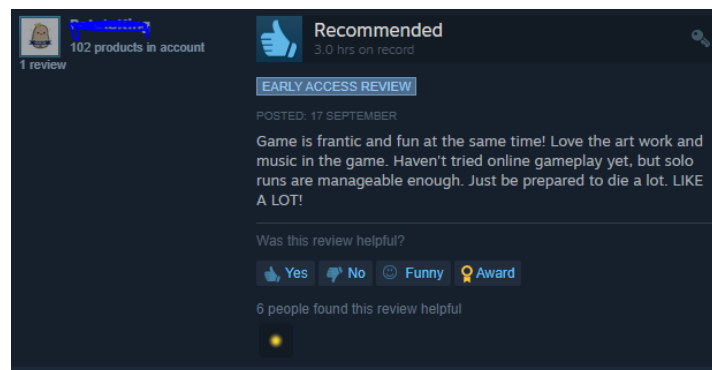 102 products in account
1 review
Recommended
3.0 hrs on record
EARLY ACCESS REVIEW
POSTED: 17 SEPTEMBER
Game is frantic and fun at the same time! Love the art work and
music in the game. Haven't tried online gameplay yet, but solo
runs are manageable enough. Just be prepared to die a lot. LIKE
A LOT!
Was this review helpful?
Yes No Funny Award
6 people found this review helpful